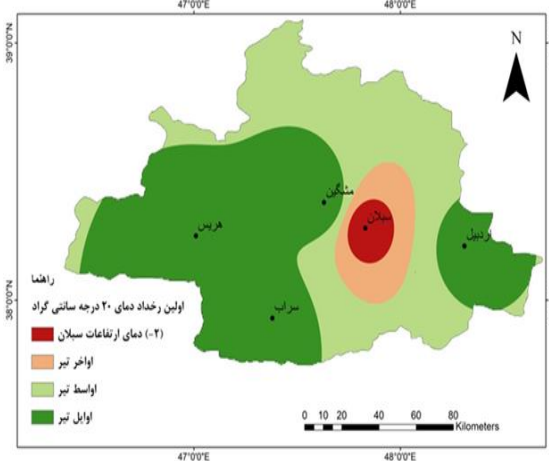 47°0'0"E 48°0'0"E
39°0'0"N
N
مشگین
سبلان
هریس
اردبیل
38°0'0"N
سراب
راهنما
اولین رخداد دمای ۲۰ درجه سانتی گراد
(۲-) دمای ارتفاعات سبلان
اواخر تیر
اواسط تیر
اوایل تیر
0 10 20 40 60 80
Kilometers
47°0'0"E 48°0'0"E